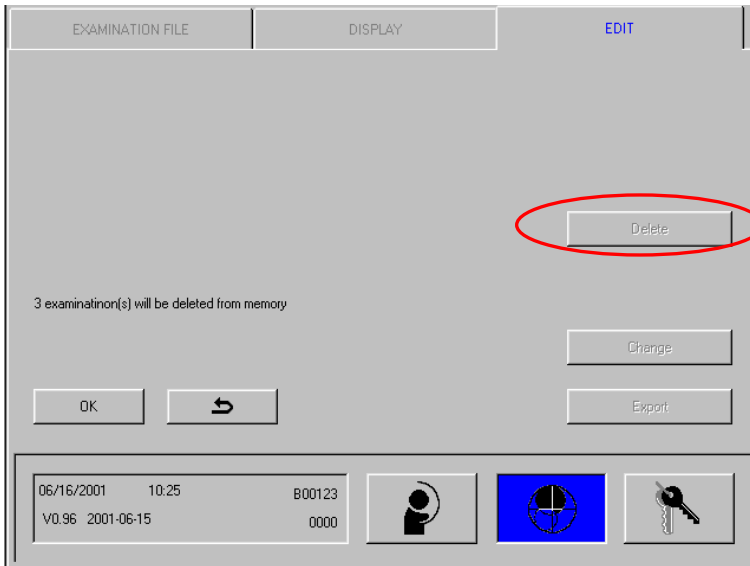 EXAMINATION FILE
DISPLAY
EDIT
Delete
3 examinatinon(s) will be deleted from memory
Change
OK
Export
06/16/2001 10:25 B00123
V0.96 2001-06-15 0000